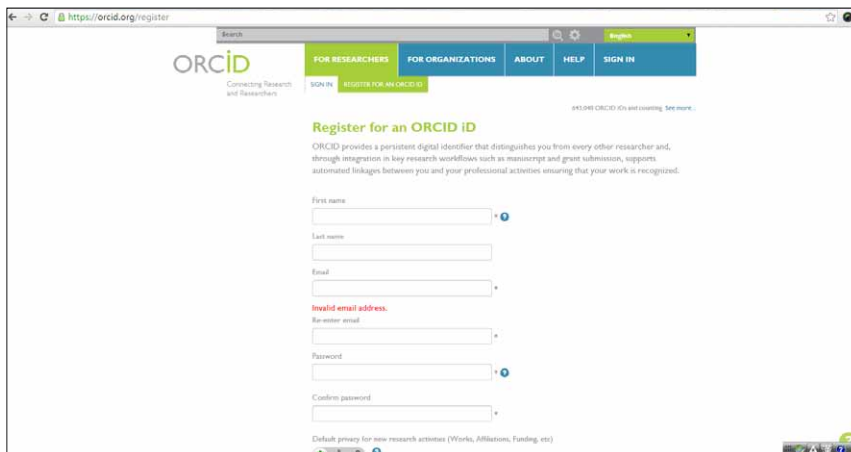 https://orcid.org/register
Search
English
ORCID
Connecting Research
and Researchers
FOR RESEARCHERS FOR ORGANIZATIONS ABOUT HELP SIGN IN
SIGN IN REGISTER FOR AN ORCID ID
ORCID iDs and counting. See more...
Register for an ORCID iD
ORCID provides a persistent digital identifier that distinguishes you from every other researcher and,
through integration in key research workflows such as manuscript and grant submission, supports
automated linkages between you and your professional activities ensuring that your work is recognized.
First name
*
Last name
Email
*
Invalid email address.
Re-enter email
*
Password
*
Confirm password
*
Default privacy for new research activities (Works, Affiliations, Funding, etc)